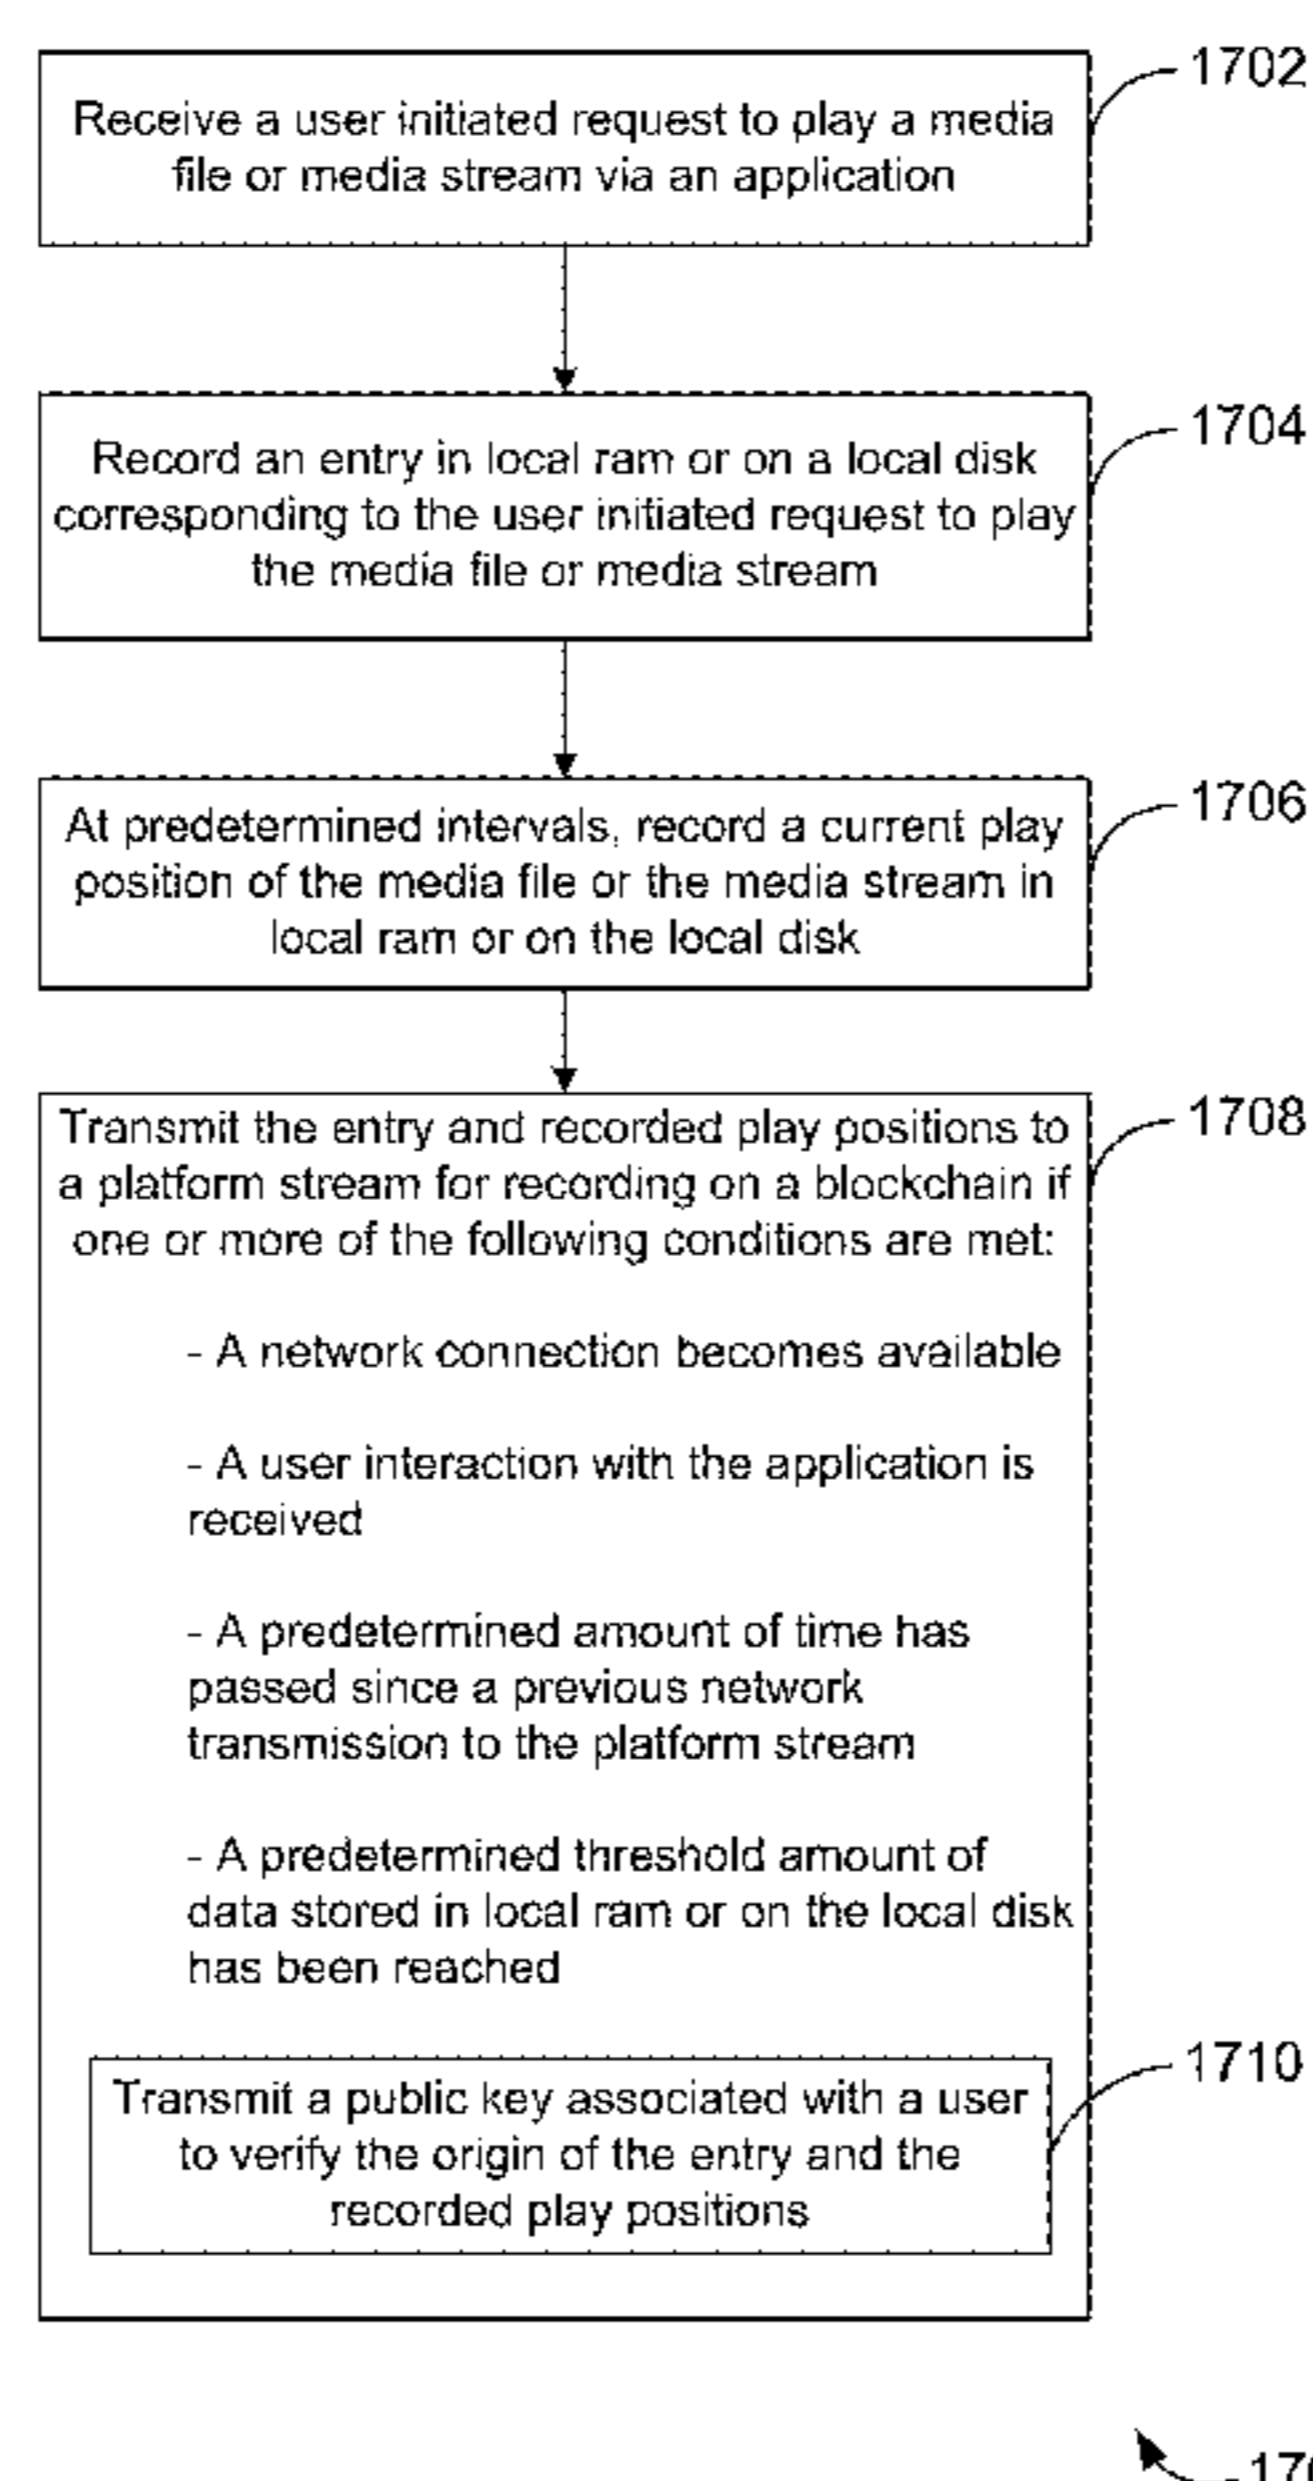 1702
Receive a user initiated request to play a media
file or media stream via an application
1704
Record an entry in local ram or on a local disk
corresponding to the user initiated request to play
the media file or media stream
1706
At predetermined intervals, record a current play
position of the media file or the media stream in
local ram or on the local disk
1708
Transmit the entry and recorded play positions to
a platform stream for recording on a blockchain if
one or more of the following conditions are met:
- A network connection becomes available
- A user interaction with the application is
received
- A predetermined amount of time has
passed since a previous network
transmission to the platform stream
- A predetermined threshold amount of
data stored in local ram or on the local disk
has been reached
1710
Transmit a public key associated with a user
to verify the origin of the entry and the
recorded play positions